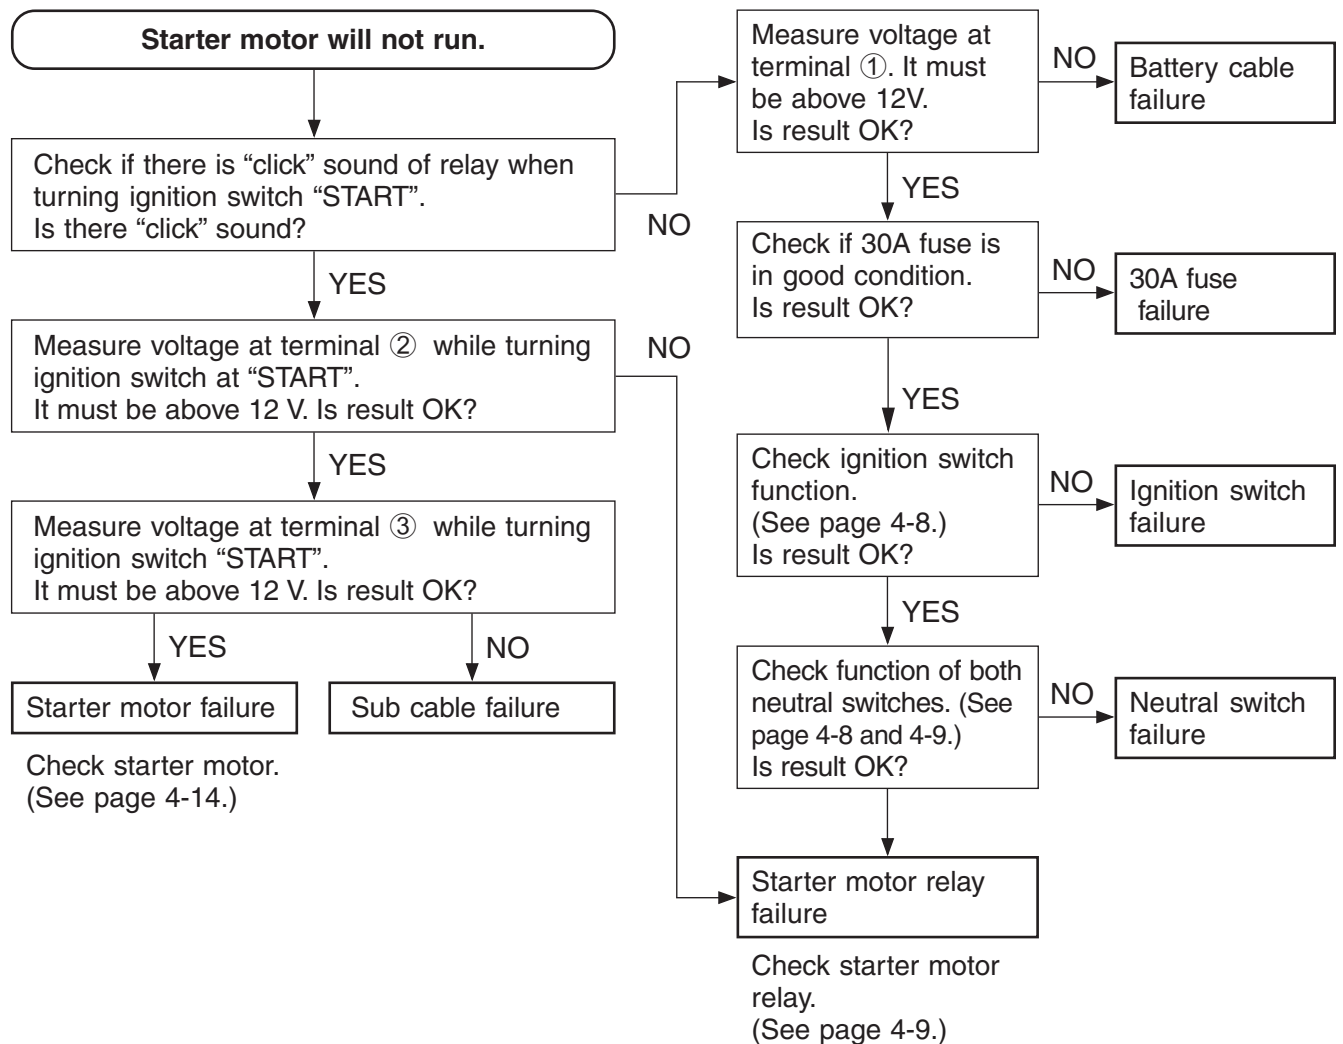 Starter motor will not run.
Check if there is “click” sound of relay when
turning ignition switch “START”.
Is there “click” sound?
NO
YES
Measure voltage at terminal ② while turning
ignition switch at “START”.
It must be above 12 V. Is result OK?
NO
YES
Measure voltage at terminal ③ while turning
ignition switch “START”.
It must be above 12 V. Is result OK?
YES
NO
Starter motor failure
Sub cable failure
Check starter motor.
(See page 4-14.)
Measure voltage at
terminal ①. It must
be above 12V.
Is result OK?
NO
Battery cable
failure
YES
Check if 30A fuse is
in good condition.
Is result OK?
NO
30A fuse
failure
YES
Check ignition switch
function.
(See page 4-8.)
Is result OK?
NO
Ignition switch
failure
YES
Check function of both
neutral switches. (See
page 4-8 and 4-9.)
Is result OK?
NO
Neutral switch
failure
Starter motor relay
failure
Check starter motor
relay.
(See page 4-9.)